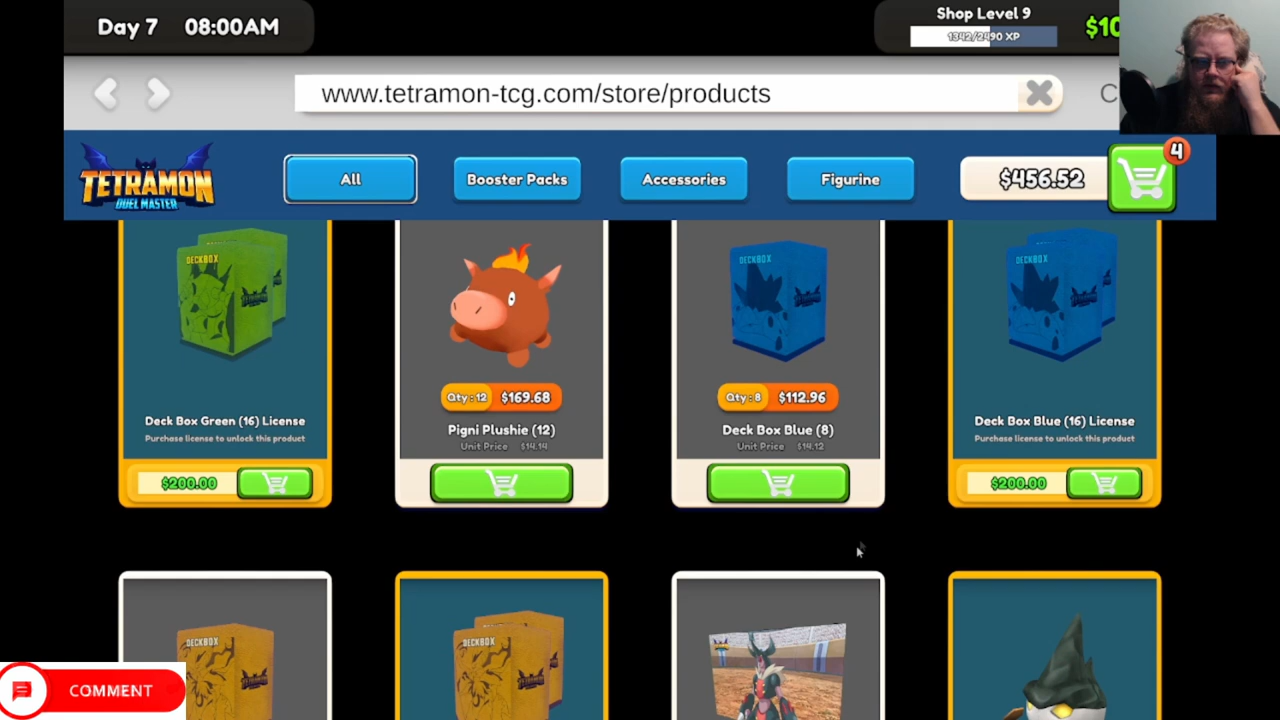 Day 7 08:00AM
Shop Level 9
1342/2490 XP
$10
www.tetramon-tcg.com/store/products
C
TETRAMON
DUEL MASTER
All
Booster Packs
Accessories
Figurine
$456.52
4
DECKBOX
Deck Box Green (16) License
Purchase license to unlock this product
$200.00
Qty: 12 $169.68
Pigni Plushie (12)
Unit Price $14.14
DECKBOX
Qty: 8 $112.96
Deck Box Blue (8)
Unit Price $14.12
DECKBOX
Deck Box Blue (16) License
Purchase license to unlock this product
$200.00
DECKBOX
DECKBOX
COMMENT